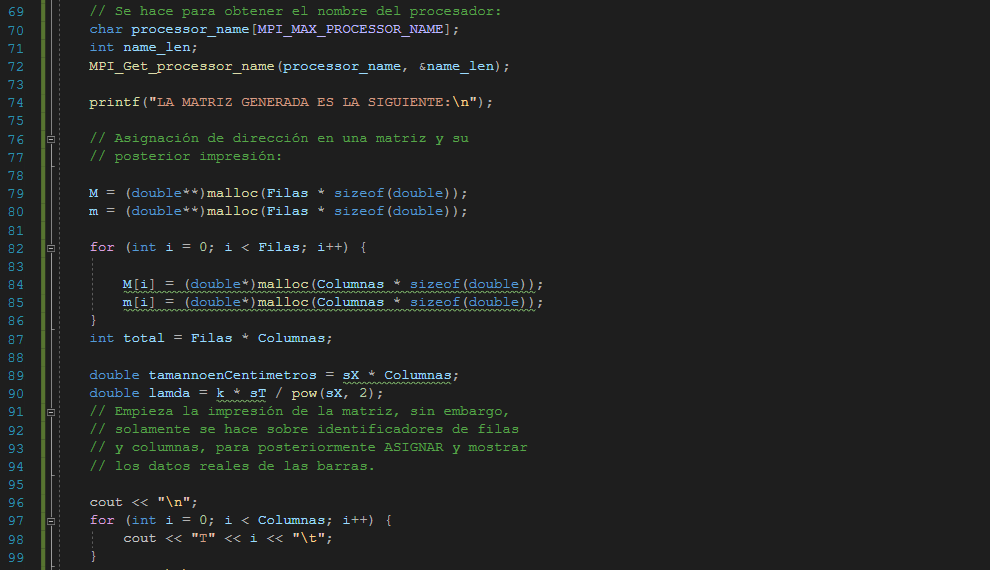 69 // Se hace para obtener el nombre del procesador:
70 char processor_name[MPI_MAX_PROCESSOR_NAME];
71 int name_len;
72 MPI_Get_processor_name(processor_name, &name_len);
73
74 printf("LA MATRIZ GENERADA ES LA SIGUIENTE:\n");
75
76 // Asignación de dirección en una matriz y su
77 // posterior impresión:
78
79 M = (double**)malloc(Filas * sizeof(double));
80 m = (double**)malloc(Filas * sizeof(double));
81
82 for (int i = 0; i < Filas; i++) {
83
84 M[i] = (double*)malloc(Columnas * sizeof(double));
85 m[i] = (double*)malloc(Columnas * sizeof(double));
86 }
87 int total = Filas * Columnas;
88
89 double tamannoenCentimetros = sX * Columnas;
90 double lamda = k * sT / pow(sX, 2);
91 // Empieza la impresión de la matriz, sin embargo,
92 // solamente se hace sobre identificadores de filas
93 // y columnas, para posteriormente ASIGNAR y mostrar
94 // los datos reales de las barras.
95
96 cout << "\n";
97 for (int i = 0; i < Columnas; i++) {
98 cout << "T" << i << "\t";
99 }